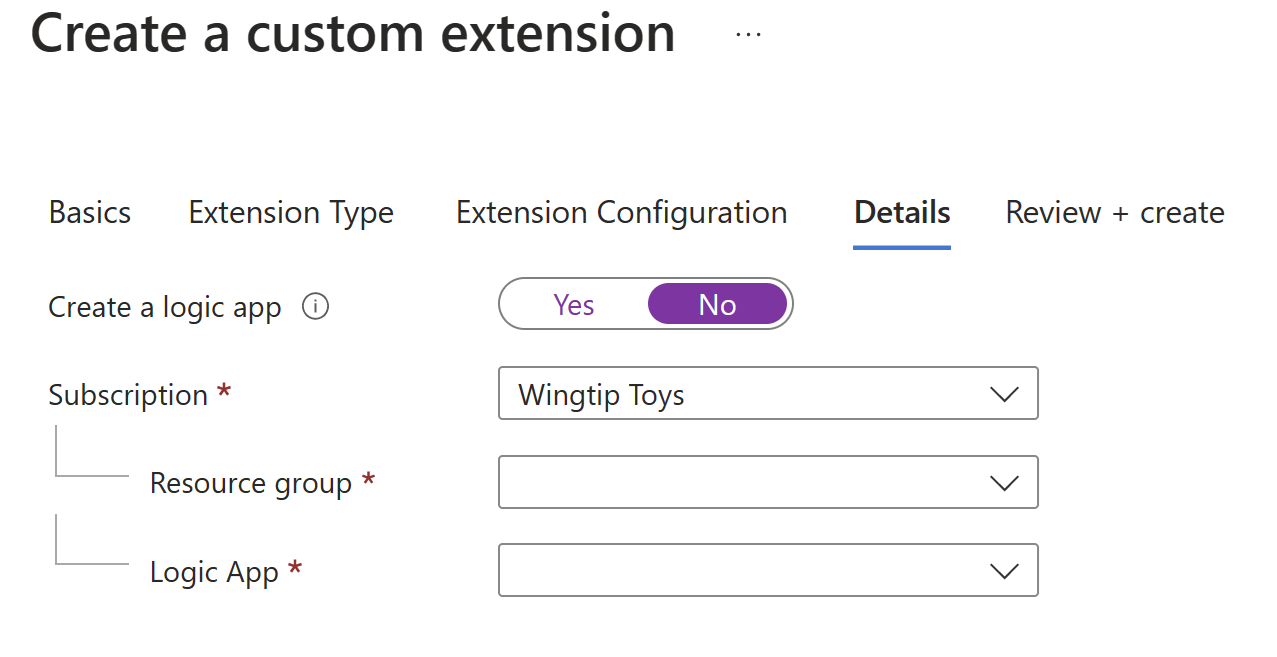 Create a custom extension ...
Basics Extension Type Extension Configuration Details Review + create
Create a logic app Yes No
Subscription * Wingtip Toys
Resource group *
Logic App *